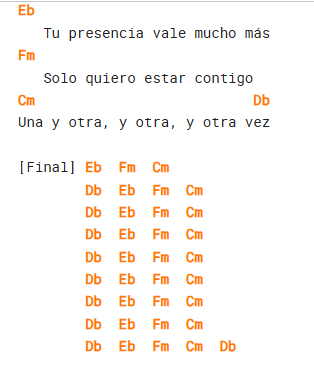 Eb
Tu presencia vale mucho más
Fm
Solo quiero estar contigo
Cm Db
Una y otra, y otra, y otra vez
[Final] Eb Fm Cm
Db Eb Fm Cm
Db Eb Fm Cm
Db Eb Fm Cm
Db Eb Fm Cm
Db Eb Fm Cm
Db Eb Fm Cm
Db Eb Fm Cm
Db Eb Fm Cm Db